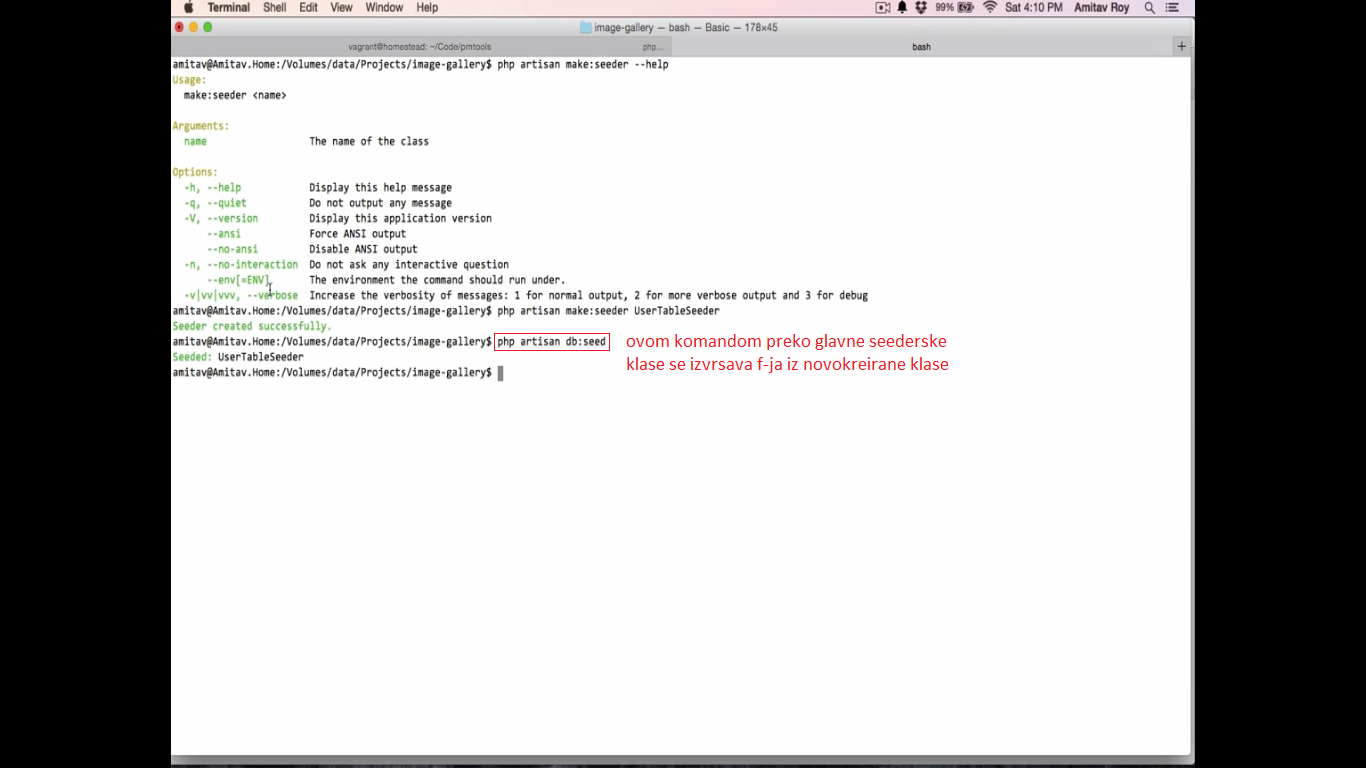 Terminal Shell Edit View Window Help 99% Sat 4:10 PM Amitav Roy
image-gallery — bash — Basic — 178×45
vagrant@homestead: ~/Code/pmtools php... bash +
amitav@Amitav.Home:/Volumes/data/Projects/image-gallery$ php artisan make:seeder --help
Usage:
make:seeder <name>
Arguments:
name The name of the class
Options:
-h, --help Display this help message
-q, --quiet Do not output any message
-V, --version Display this application version
--ansi Force ANSI output
--no-ansi Disable ANSI output
-n, --no-interaction Do not ask any interactive question
--env[=ENV] The environment the command should run under.
-v|vv|vvv, --verbose Increase the verbosity of messages: 1 for normal output, 2 for more verbose output and 3 for debug
amitav@Amitav.Home:/Volumes/data/Projects/image-gallery$ php artisan make:seeder UserTableSeeder
Seeder created successfully.
amitav@Amitav.Home:/Volumes/data/Projects/image-gallery$ php artisan db:seed
ovom komandom preko glavne seederske
klase se izvrsava f-ja iz novokreirane klase
Seeded: UserTableSeeder
amitav@Amitav.Home:/Volumes/data/Projects/image-gallery$